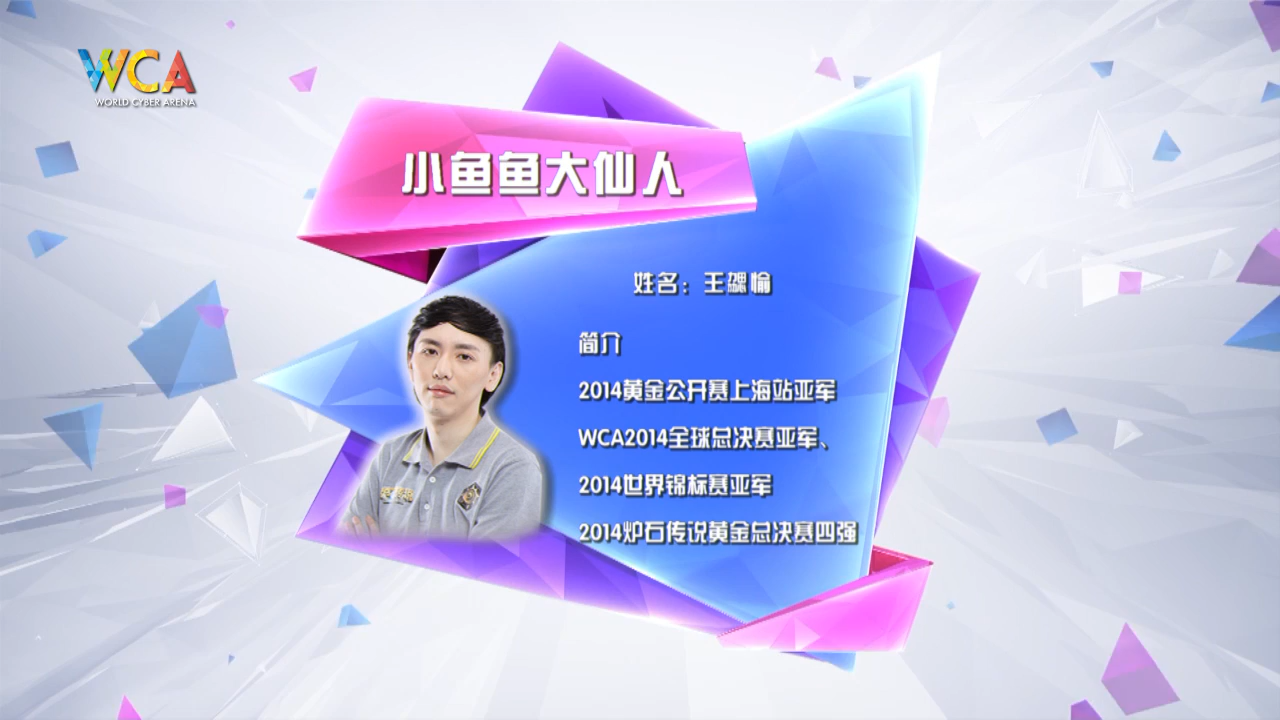 WCA
WORLD CYBER ARENA
小鱼鱼大仙人
姓名：王勰愉
简介
2014黄金公开赛上海站亚军
WCA2014全球总决赛亚军、
2014世界锦标赛亚军
2014炉石传说黄金总决赛四强